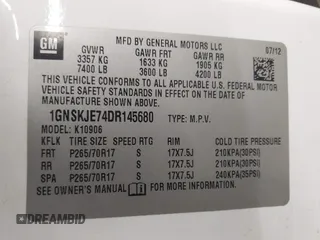 GM
MFD BY GENERAL MOTORS LLC
07/12
GVWR GAWR FRT GAWR RR
3357 KG 1633 KG 1905 KG
7400 LB 3600 LB 4200 LB
THIS VEHICLE CONFORMS TO ALL APPLICABLE U.S. FEDERAL MOTOR
VEHICLE SAFETY STANDARDS IN EFFECT ON THE DATE OF
MANUFACTURE SHOWN ABOVE.
1GNSKJE74DR145680 TYPE: M.P.V.
MODEL: K10906
KFLK TIRE SIZE SPEED RTG RIM COLD TIRE PRESSURE
FRT P265/70R17 S 17X7.5J 210KPA(30PSI)
RR P265/70R17 S 17X7.5J 210KPA(30PSI)
SPA P265/70R17 S 17X7.5J 240KPA(35PSI)
SEE OWNER'S MANUAL FOR ADDITIONAL INFORMATION.
DREAMBID